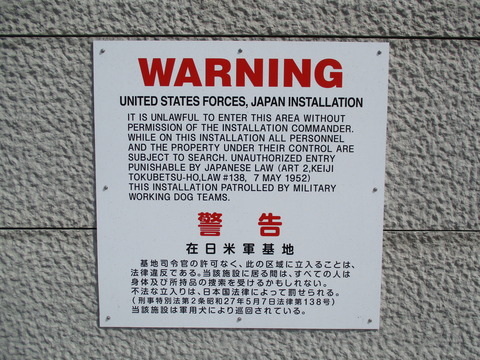 WARNING
UNITED STATES FORCES, JAPAN INSTALLATION
IT IS UNLAWFUL TO ENTER THIS AREA WITHOUT
PERMISSION OF THE INSTALLATION COMMANDER.
WHILE ON THIS INSTALLATION ALL PERSONNEL
AND THE PROPERTY UNDER THEIR CONTROL ARE
SUBJECT TO SEARCH. UNAUTHORIZED ENTRY
PUNISHABLE BY JAPANESE LAW (ART 2,KEIJI
TOKUBETSU-HO,LAW #138, 7 MAY 1952)
THIS INSTALLATION PATROLLED BY MILITARY
WORKING DOG TEAMS.
警告
在日米軍基地
基地司令官の許可なく、此の区域に立入ることは、
法律違反である。当該施設に居る間は、すべての人は
身体及び所持品の捜索を受けるかもしれない。
不法な立入りは、日本国法律によって罰せられる。
(刑事特別法第2条昭和27年5月7日法律第138号)
当該施設は軍用犬により巡回されている。